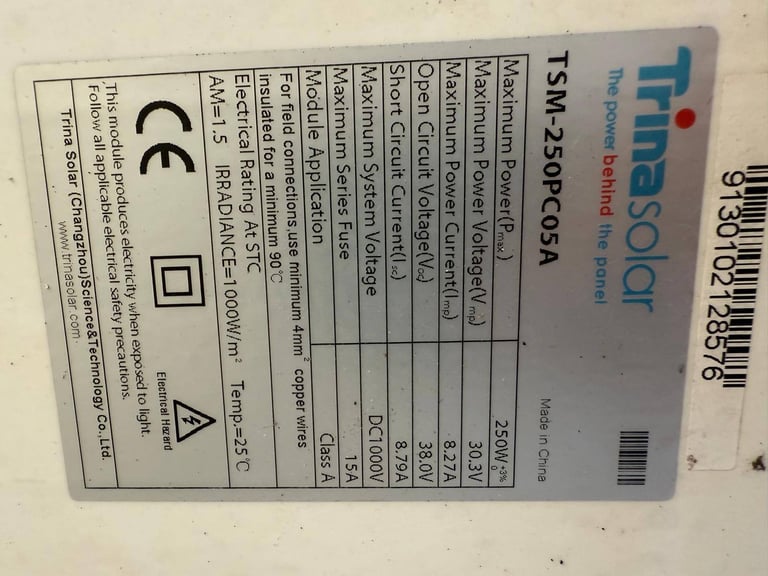 9130102128576
Trinasolar
The power behind the panel
TSM-250PC05A
Made in China
Maximum Power(Pmax) 250W +3% 0
Maximum Power Voltage(Vmp) 30.3V
Maximum Power Current(Imp) 8.27A
Open Circuit Voltage(Voc) 38.0V
Short Circuit Current(Isc) 8.79A
Maximum System Voltage DC1000V
Maximum Series Fuse 15A
Module Application Class A
For field connections,use minimum 4mm² copper wires
insulated for a minimum 90℃
Electrical Rating At STC
AM=1.5 IRRADIANCE=1000W/m² Temp.=25℃
CE
Electrical Hazard
This module produces electricity when exposed to light.
Follow all applicable electrical safety precautions.
Trina Solar (Changzhou)Science&Technology Co.,Ltd.
www.trinasolar.com